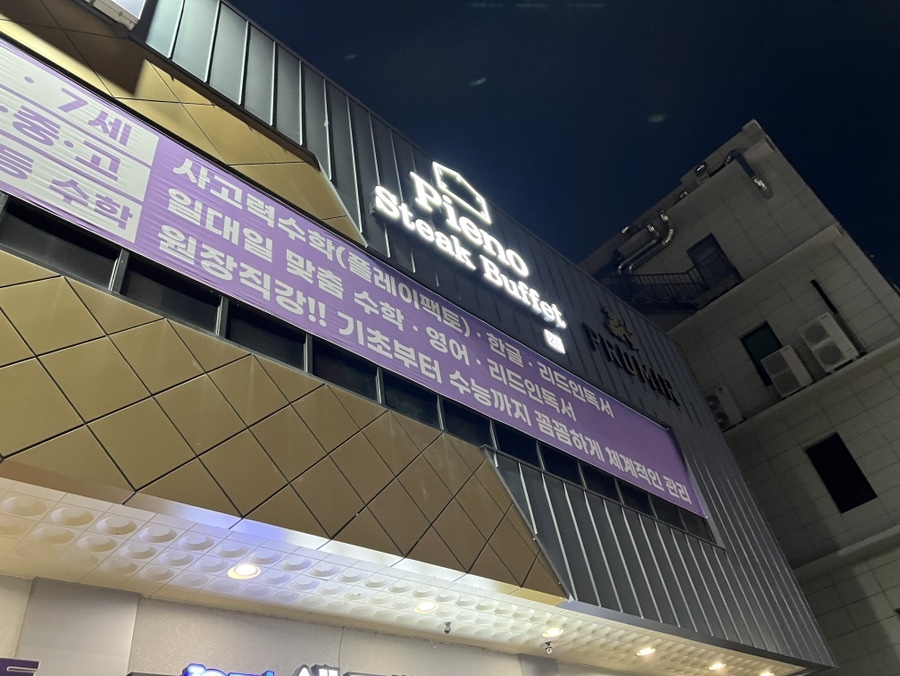 Pieno
Steak Buffet
2F
· 7세
·중·고
등 수학
사고력수학(플레이팩토) · 한글 · 리드인독서
일대일 맞춤 수학 · 영어 · 리드인독서
원장직강!! 기초부터 수능까지 꼼꼼하게 체계적인 관리